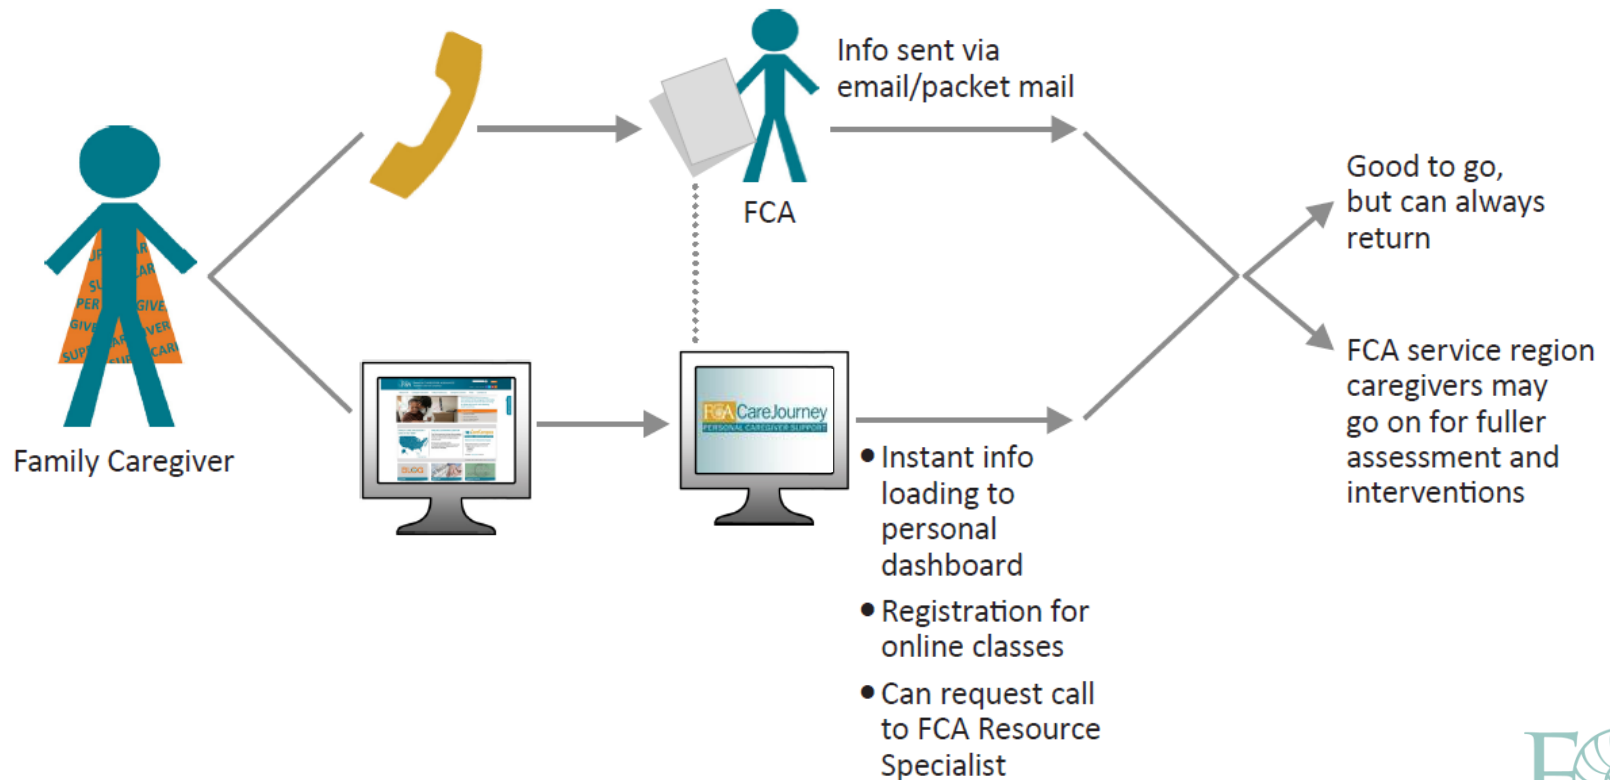 Info sent via
email/packet mail
FCA
Family Caregiver
FCA CareJourney
PERSONAL CAREGIVER SUPPORT
• Instant info
loading to
personal
dashboard
• Registration for
online classes
• Can request call
to FCA Resource
Specialist
Good to go,
but can always
return
FCA service region
caregivers may
go on for fuller
assessment and
interventions